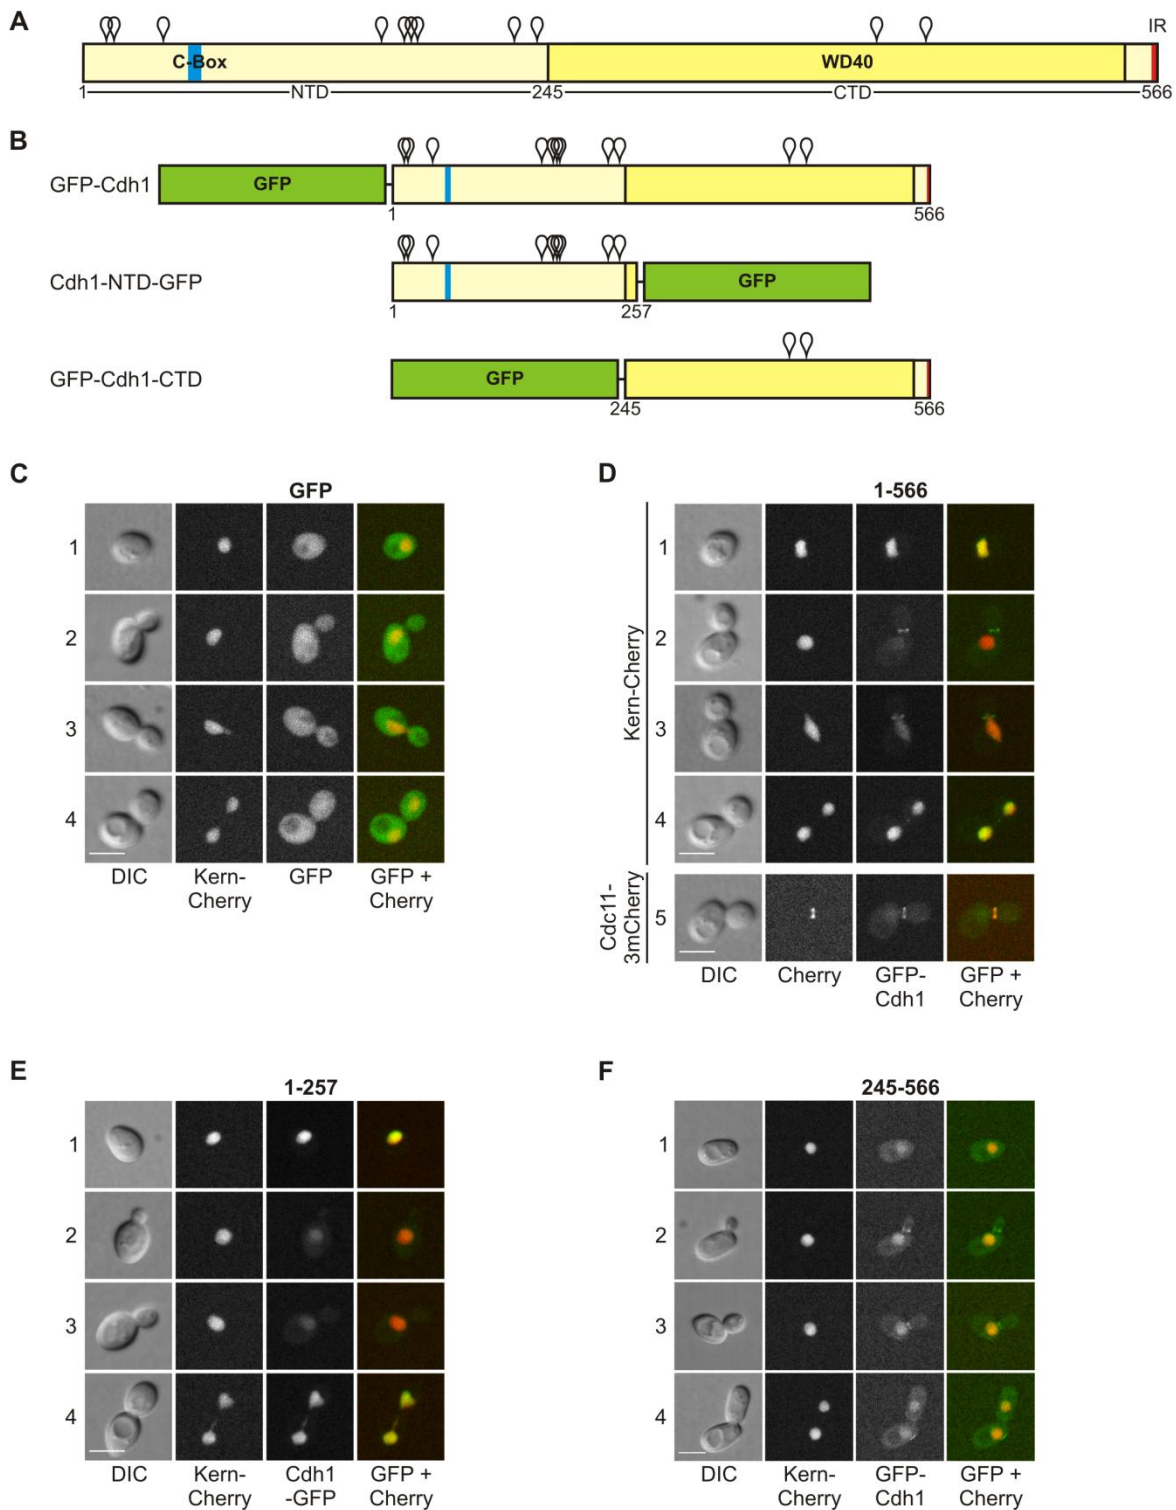 A
IR
C-Box
WD40
1
NTD
245
CTD
566
B
GFP-Cdh1
GFP
1
566
Cdh1-NTD-GFP
GFP
1
257
GFP-Cdh1-CTD
GFP
245
566
C
GFP
1
2
3
4
DIC
Kern-
Cherry
GFP
GFP +
Cherry
D
1-566
Kern-Cherry
1
2
3
4
Cdc11-
3mCherry
5
DIC
Cherry
GFP-
Cdh1
GFP +
Cherry
E
1-257
1
2
3
4
DIC
Kern-
Cherry
Cdh1
-GFP
GFP +
Cherry
F
245-566
1
2
3
4
DIC
Kern-
Cherry
GFP-
Cdh1
GFP +
Cherry